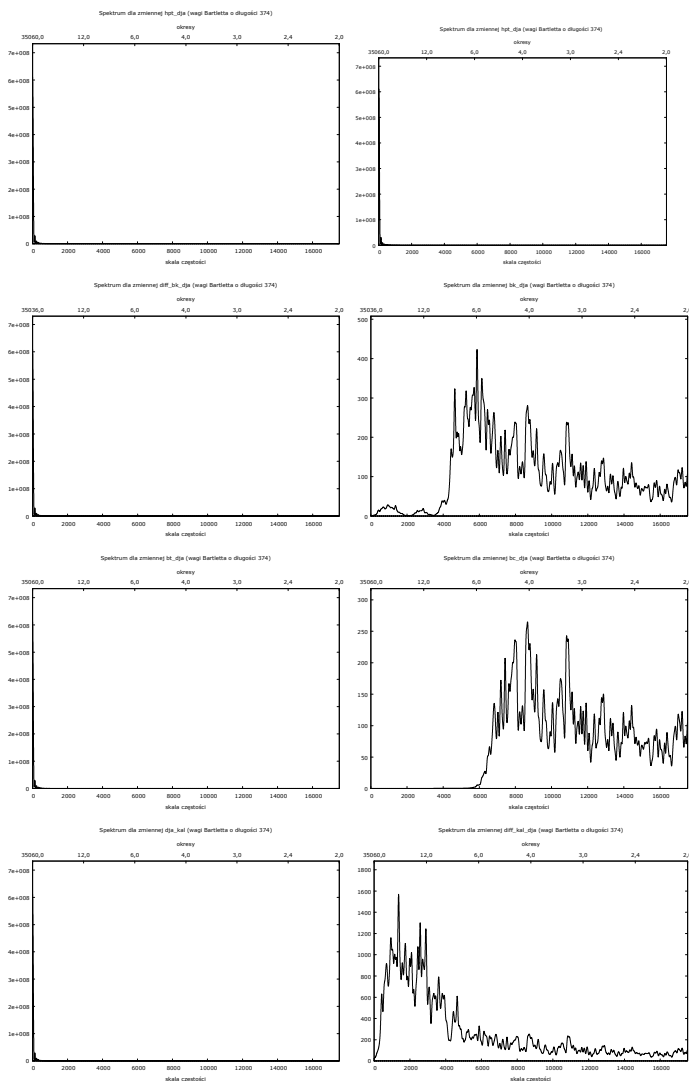 Spektrum dla zmiennej hpt_dja (wagi Bartletta o długości 374)
okresy
35060,0 12,0 6,0 4,0 3,0 2,4 2,0
7e+008
6e+008
5e+008
4e+008
3e+008
2e+008
1e+008
0
0 2000 4000 6000 8000 10000 12000 14000 16000
skala częstości
Spektrum dla zmiennej hpt_dja (wagi Bartletta o długości 374)
okresy
35060,0 12,0 6,0 4,0 3,0 2,4 2,0
7e+008
6e+008
5e+008
4e+008
3e+008
2e+008
1e+008
0
0 2000 4000 6000 8000 10000 12000 14000 16000
skala częstości
Spektrum dla zmiennej diff_bk_dja (wagi Bartletta o długości 374)
okresy
35036,0 12,0 6,0 4,0 3,0 2,4 2,0
7e+008
6e+008
5e+008
4e+008
3e+008
2e+008
1e+008
0
0 2000 4000 6000 8000 10000 12000 14000 16000
skala częstości
Spektrum dla zmiennej bk_dja (wagi Bartletta o długości 374)
okresy
35036,0 12,0 6,0 4,0 3,0 2,4 2,0
500
400
300
200
100
0
0 2000 4000 6000 8000 10000 12000 14000 16000
skala częstości
Spektrum dla zmiennej bt_dja (wagi Bartletta o długości 374)
okresy
35060,0 12,0 6,0 4,0 3,0 2,4 2,0
7e+008
6e+008
5e+008
4e+008
3e+008
2e+008
1e+008
0
0 2000 4000 6000 8000 10000 12000 14000 16000
skala częstości
Spektrum dla zmiennej bc_dja (wagi Bartletta o długości 374)
okresy
35060,0 12,0 6,0 4,0 3,0 2,4 2,
300
250
200
150
100
50
0
0 2000 4000 6000 8000 10000 12000 14000 16000
skala częstości
Spektrum dla zmiennej dja_kal (wagi Bartletta o długości 374)
okresy
35060,0 12,0 6,0 4,0 3,0 2,4 2,0
7e+008
6e+008
5e+008
4e+008
3e+008
2e+008
1e+008
0
0 2000 4000 6000 8000 10000 12000 14000 16000
skala częstości
Spektrum dla zmiennej diff_kal_dja (wagi Bartletta o długości 374)
okresy
35060,0 12,0 6,0 4,0 3,0 2,4 2,
1800
1600
1400
1200
1000
800
600
400
200
0
0 2000 4000 6000 8000 10000 12000 14000 16000
skala częstości